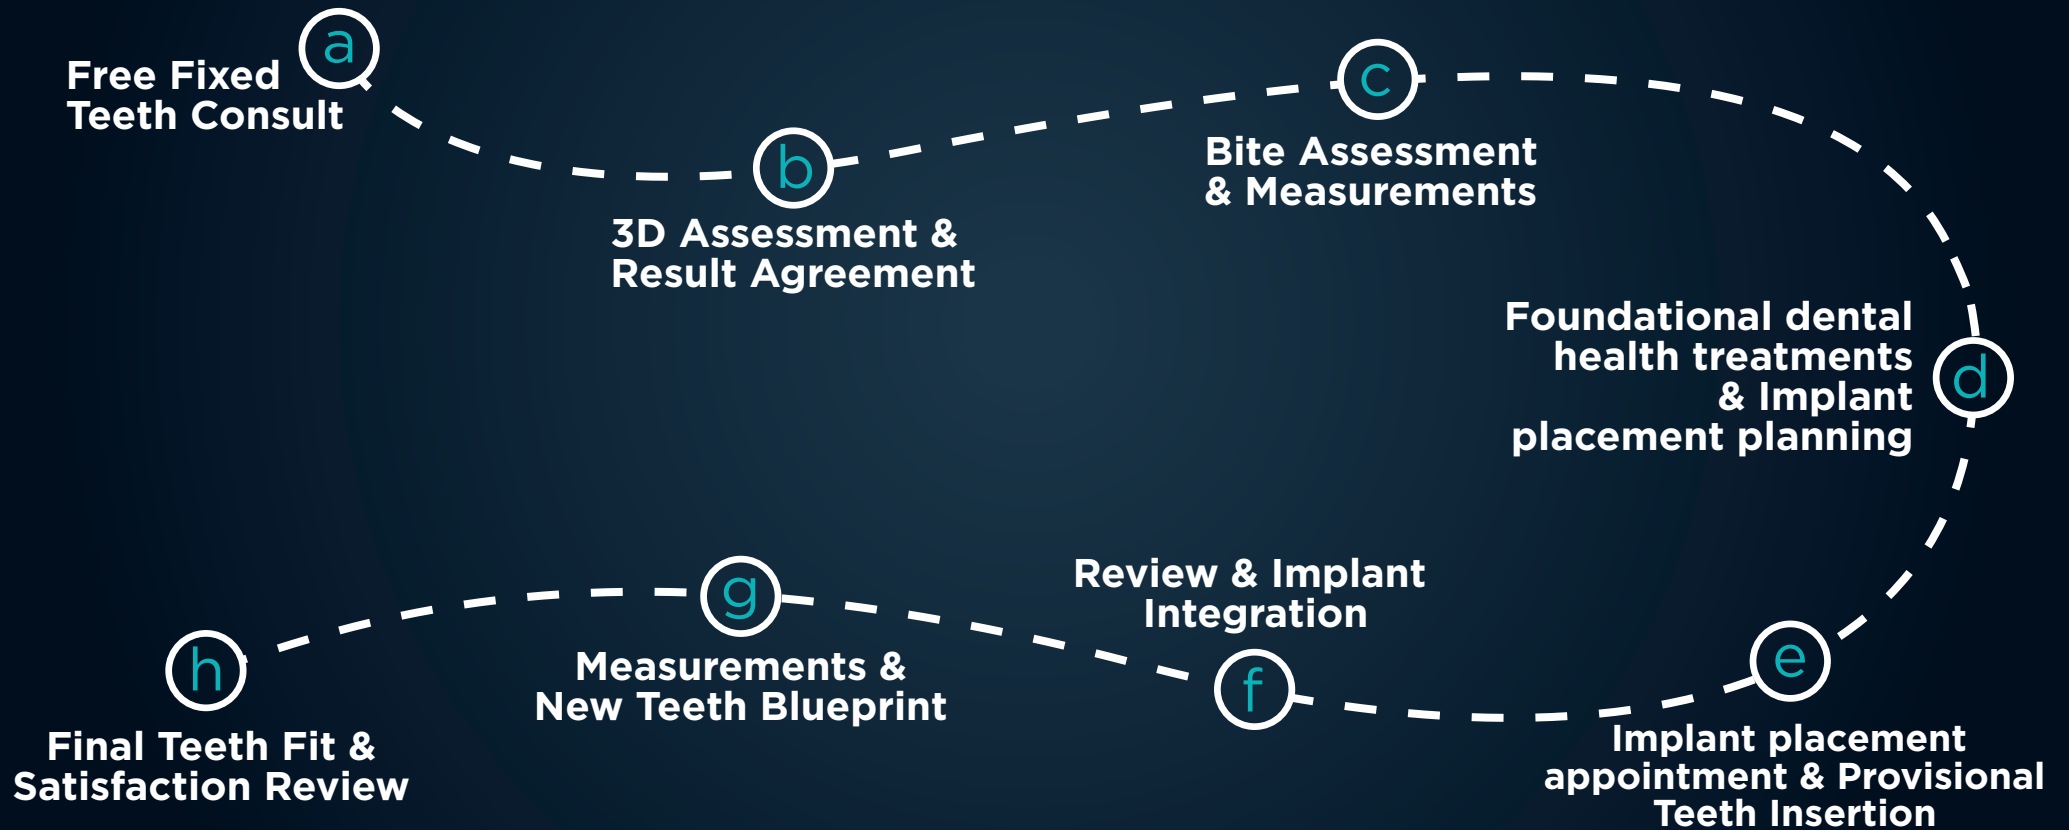 a
Free Fixed
Teeth Consult
b
3D Assessment &
Result Agreement
c
Bite Assessment
& Measurements
d
Foundational dental
health treatments
& Implant
placement planning
e
Implant placement
appointment & Provisional
Teeth Insertion
f
Review & Implant
Integration
g
Measurements &
New Teeth Blueprint
h
Final Teeth Fit &
Satisfaction Review